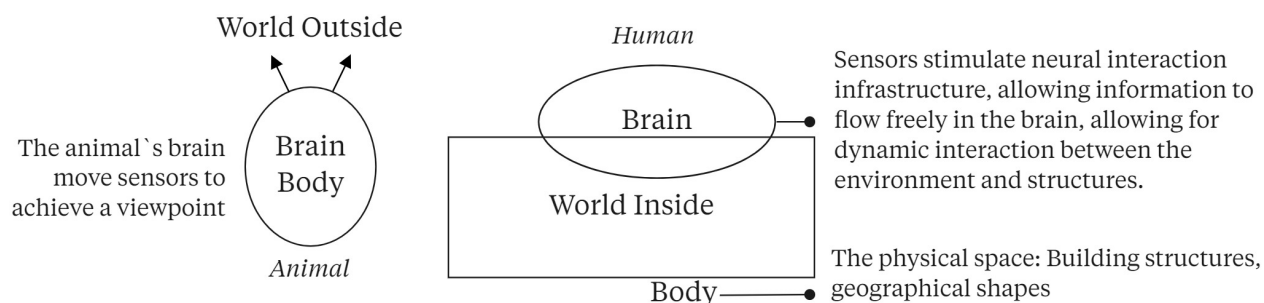 World Outside
The animal`s brain
move sensors to
achieve a viewpoint
Brain
Body
Animal
Human
Brain
World Inside
Body
Sensors stimulate neural interaction
infrastructure, allowing information to
flow freely in the brain, allowing for
dynamic interaction between the
environment and structures.
The physical space: Building structures,
geographical shapes